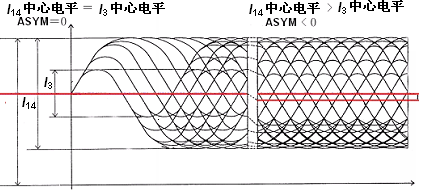 I14中心电平 = I3中心电平
ASYM=0
I14中心电平 > I3中心电平
ASYM<0
I3
I14